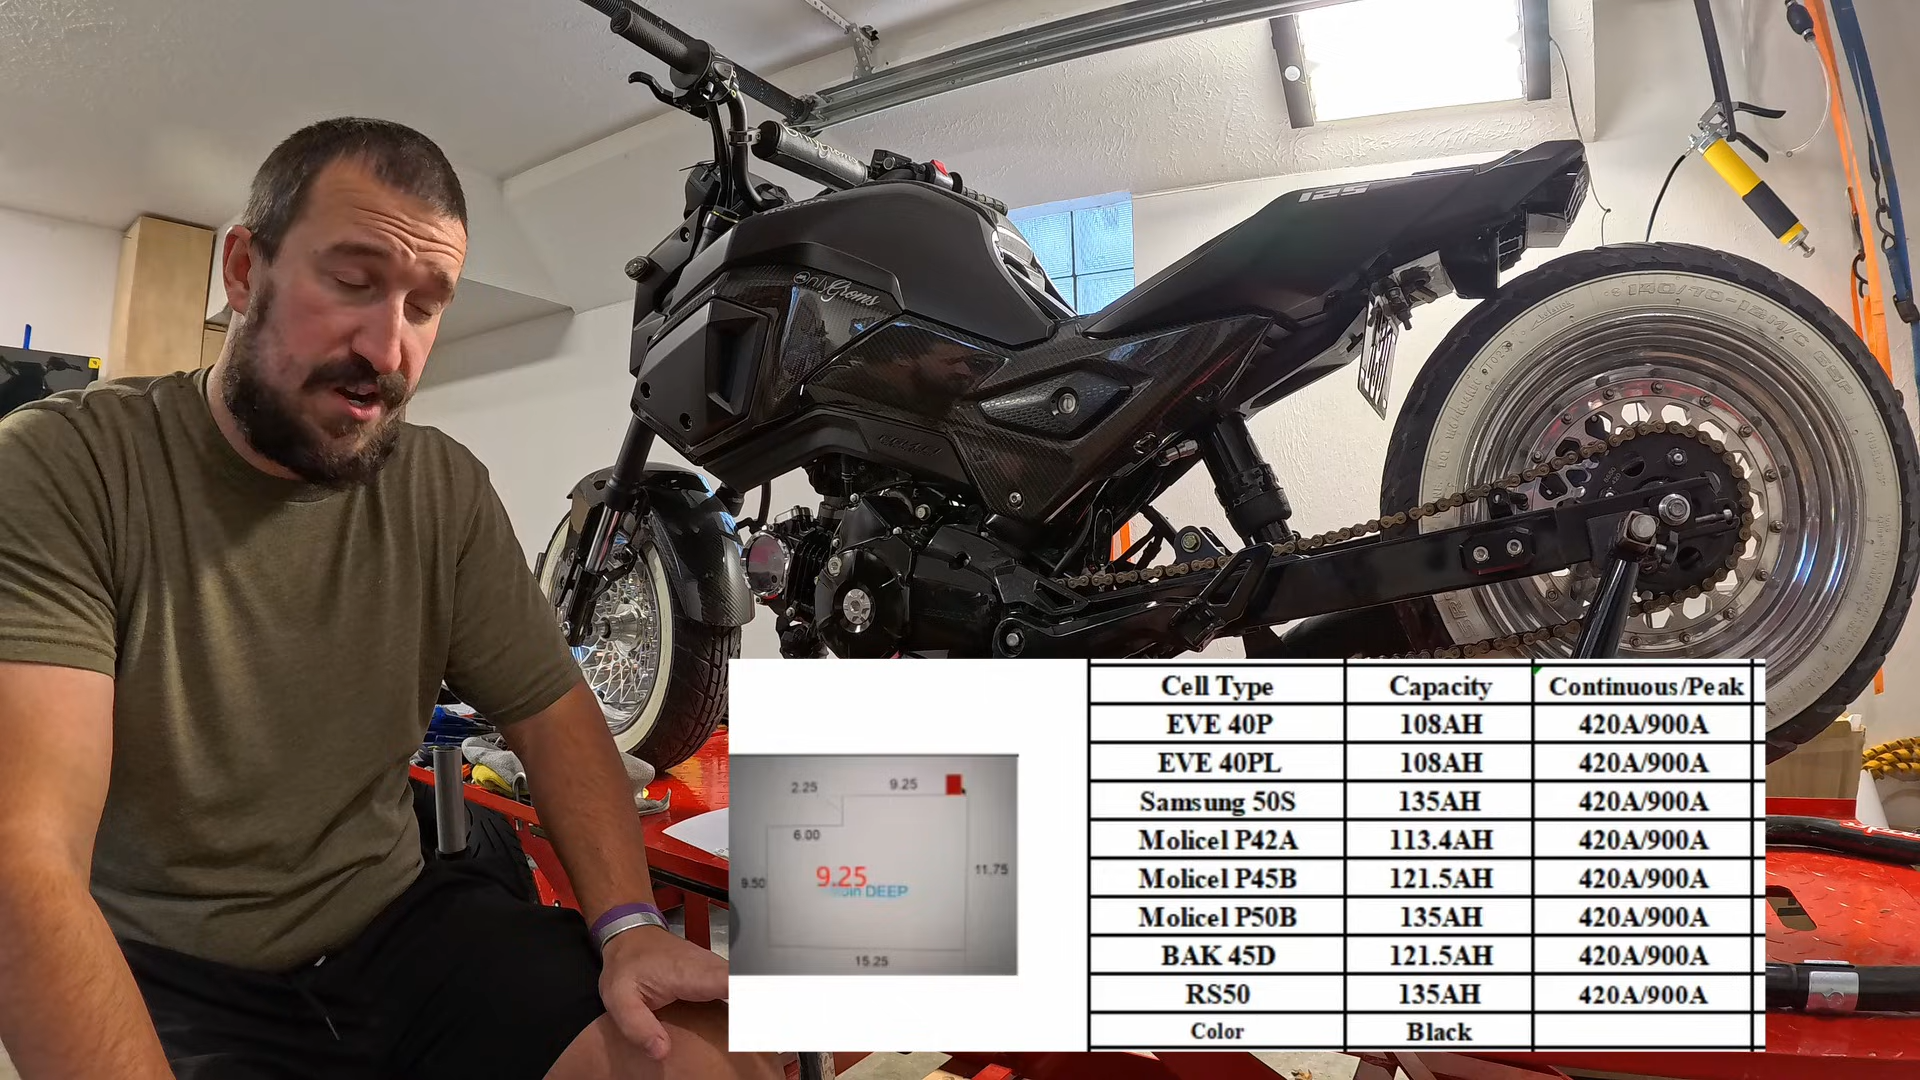 OnlyGroms
125
140/70-12M/C 65P
2.25
9.25
6.00
9.50
9.25
DEEP
11.75
15.25
Cell Type Capacity Continuous/Peak
EVE 40P 108AH 420A/900A
EVE 40PL 108AH 420A/900A
Samsung 50S 135AH 420A/900A
Molicel P42A 113.4AH 420A/900A
Molicel P45B 121.5AH 420A/900A
Molicel P50B 135AH 420A/900A
BAK 45D 121.5AH 420A/900A
RS50 135AH 420A/900A
Color Black